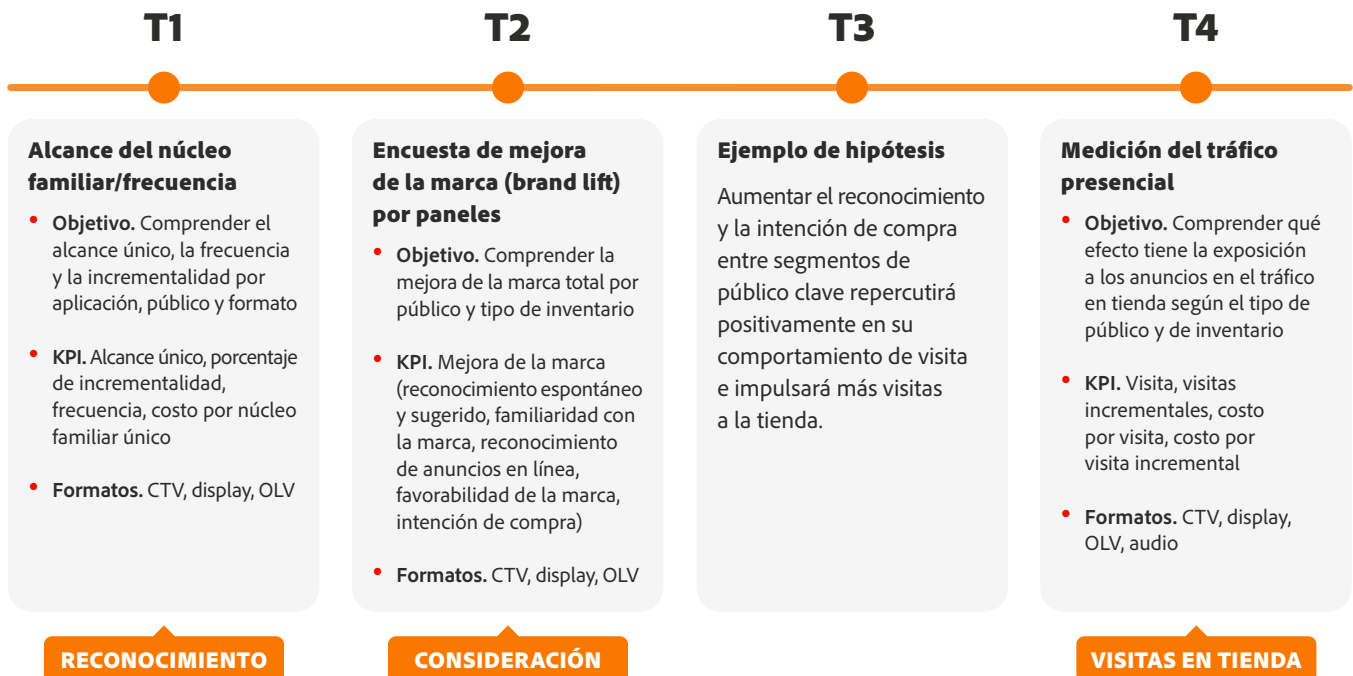 T1
Alcance del núcleo
familiar/frecuencia
• Objetivo. Comprender el
alcance único, la frecuencia
y la incrementalidad por
aplicación, público y formato
• KPI. Alcance único, porcentaje
de incrementalidad,
frecuencia, costo por núcleo
familiar único
• Formatos. CTV, display, OLV
RECONOCIMIENTO
T2
Encuesta de mejora
de la marca (brand lift)
por paneles
• Objetivo. Comprender la
mejora de la marca total por
público y tipo de inventario
• KPI. Mejora de la marca
(reconocimiento espontáneo
y sugerido, familiaridad con
la marca, reconocimiento
de anuncios en línea,
favorabilidad de la marca,
intención de compra)
• Formatos. CTV, display, OLV
CONSIDERACIÓN
T3
Ejemplo de hipótesis
Aumentar el reconocimiento
y la intención de compra
entre segmentos de
público clave repercutirá
positivamente en su
comportamiento de visita
e impulsará más visitas
a la tienda.
T4
Medición del tráfico
presencial
• Objetivo. Comprender qué
efecto tiene la exposición
a los anuncios en el tráfico
en tienda según el tipo de
público y de inventario
• KPI. Visita, visitas
incrementales, costo
por visita, costo por
visita incremental
• Formatos. CTV, display,
OLV, audio
VISITAS EN TIENDA